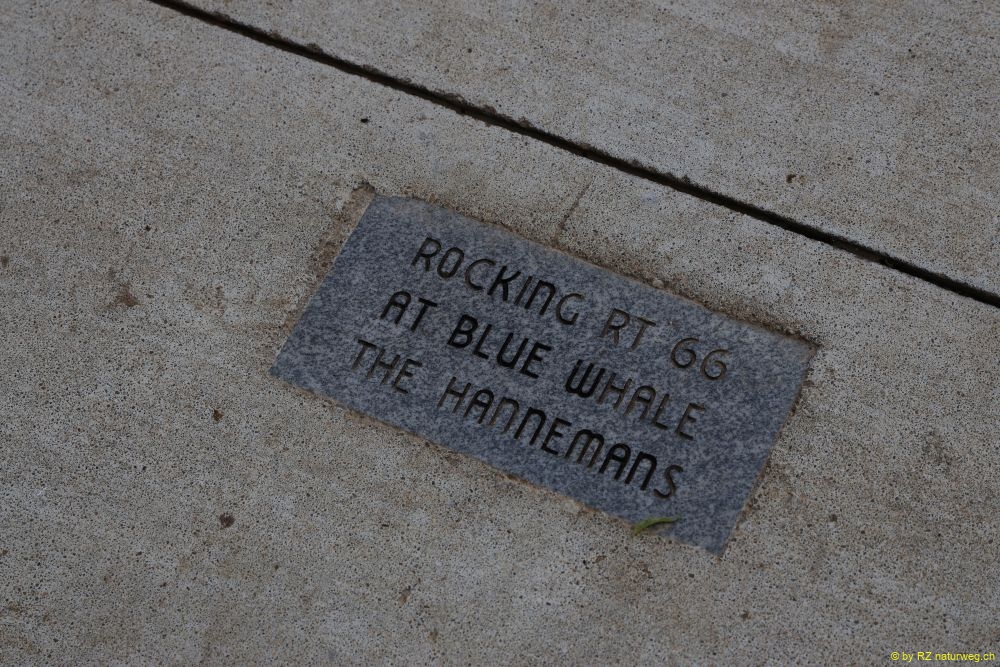 ROCKING RT 66
AT BLUE WHALE
THE HANNEMANS
© by RZ naturweg.ch